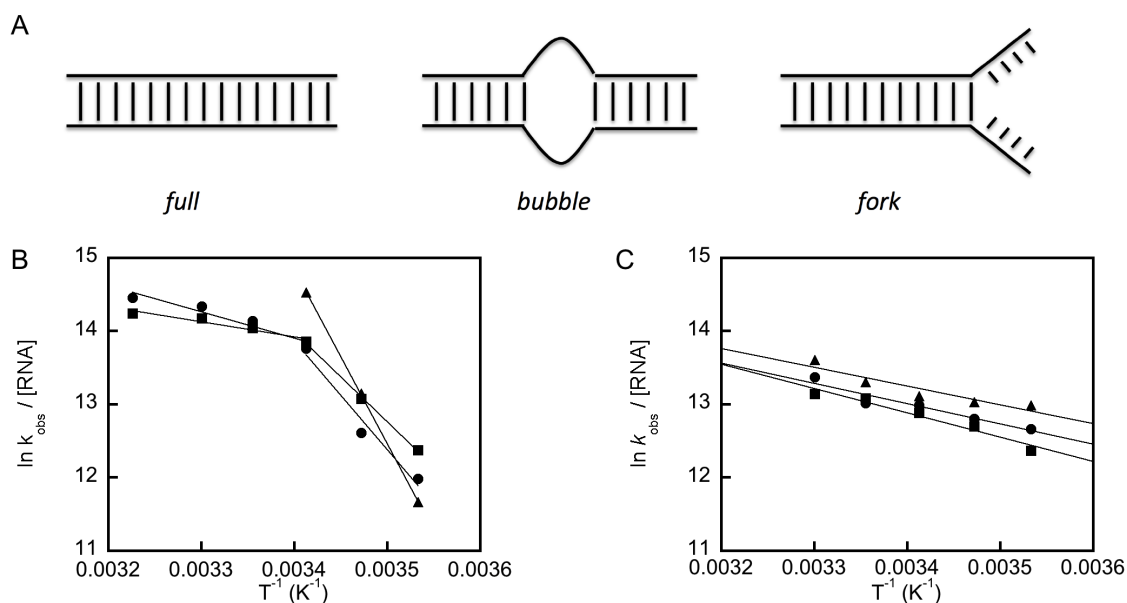 A
full
bubble
fork
B
15
14
13
12
11
ln k obs / [RNA]
0.0032
0.0033
0.0034
0.0035
0.0036
T-1 (K-1)
C
15
14
13
12
11
ln kobs / [RNA]
0.0032
0.0033
0.0034
0.0035
0.0036
T-1 (K-1)